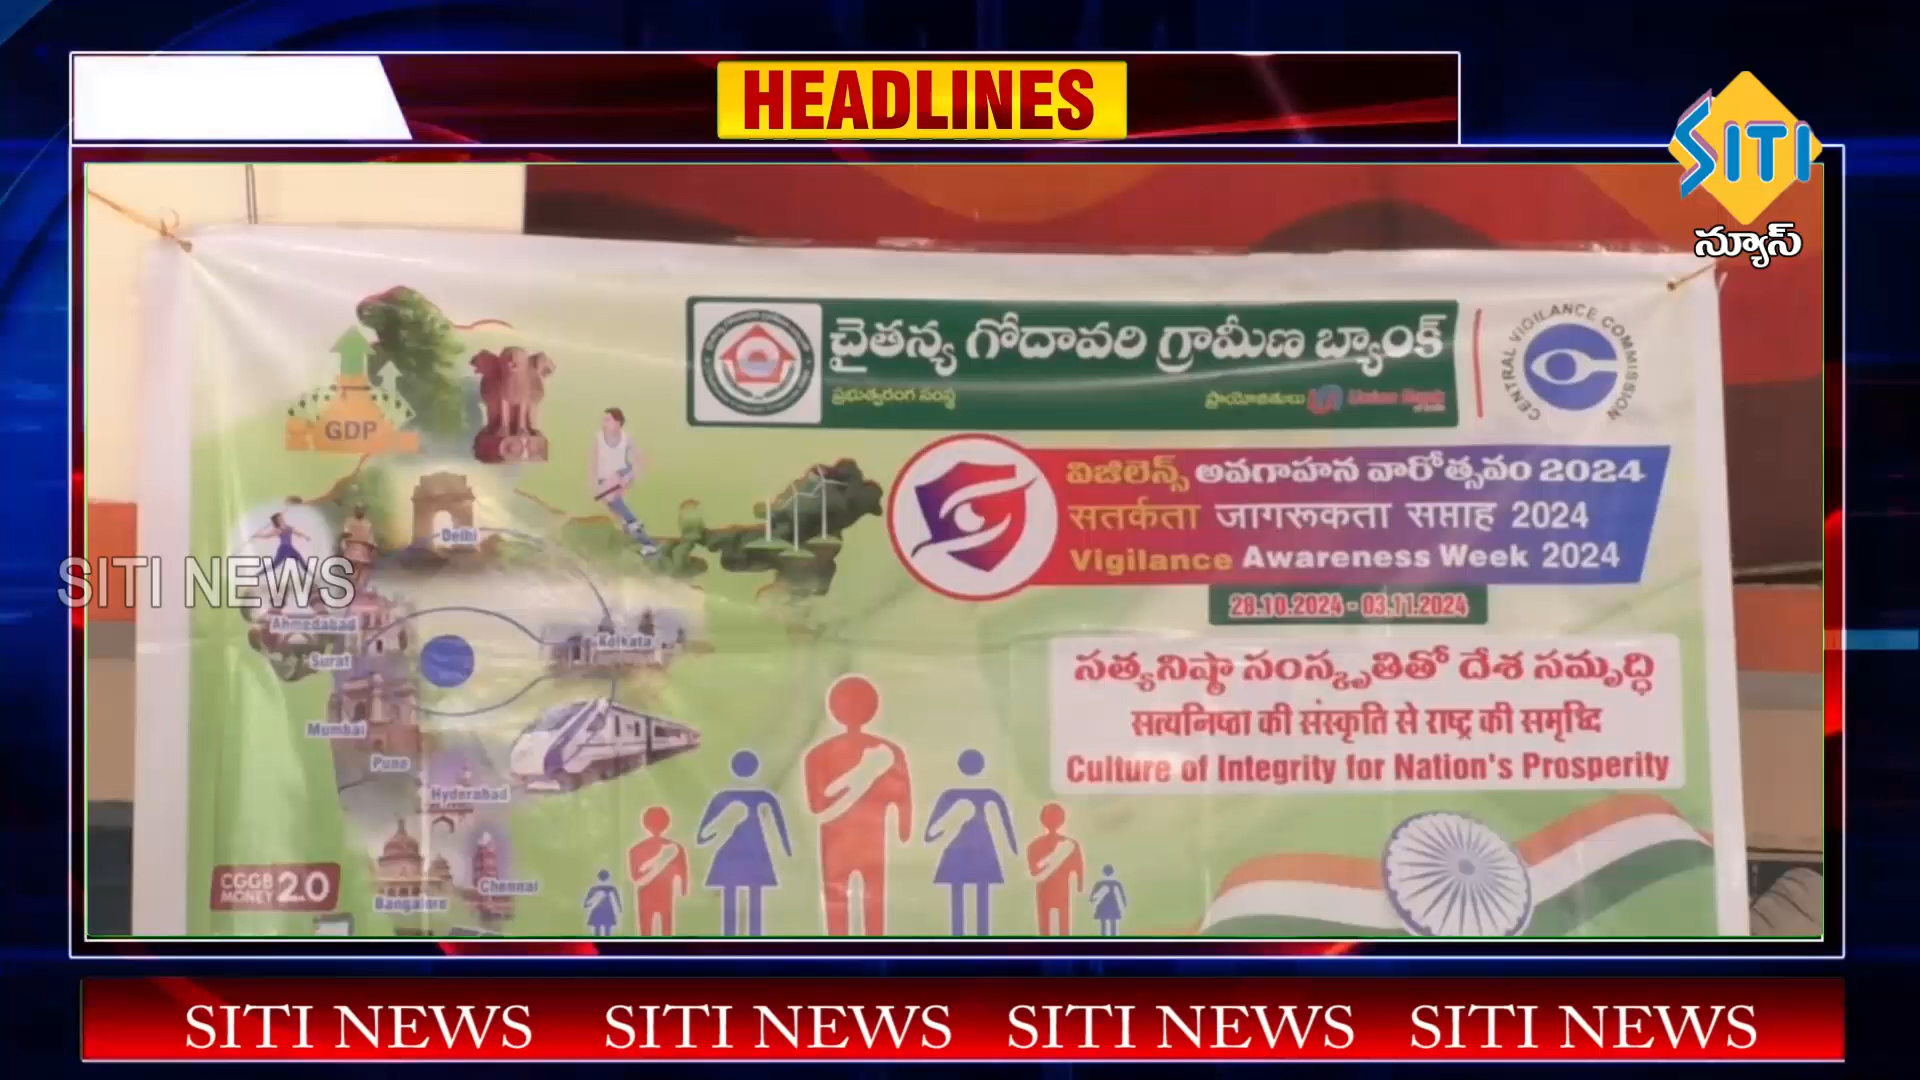 HEADLINES
SITI
న్యూస్
చైతన్య గోదావరి గ్రామీణ బ్యాంక్
ప్రభుత్వరంగ సంస్థ
ప్రాయోజితులు Union Bank
CENTRAL VIGILANCE COMMISSION
GDP
విజిలెన్స్ అవగాహన వారోత్సవం 2024
सतर्कता जागरूकता सप्ताह 2024
Vigilance Awareness Week 2024
28.10.2024 - 03.11.2024
Delhi
SITI NEWS
Ahmedabad
Surat
Kolkata
Mumbai
Pune
Hyderabad
Chennai
Bangalore
సత్యనిష్ఠా సంస్కృతితో దేశ సమృద్ధి
सत्यनिष्ठा की संस्कृति से राष्ट्र की समृद्धि
Culture of Integrity for Nation's Prosperity
CGGB
MONEY 2.0
SITI NEWS SITI NEWS SITI NEWS SITI NEWS